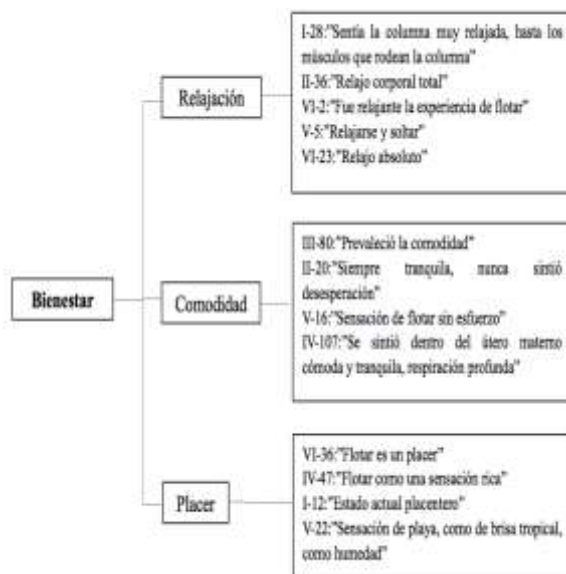 I-28:"Sentía la columna muy relajada, hasta los
músculos que rodean la columna"
II-36:"Relajo corporal total"
VI-2:"Fue relajante la experiencia de flotar"
V-5:"Relajarse y soltar"
VI-23:"Relajo absoluto"
Relajación
III-80:"Prevaleció la comodidad"
II-20:"Siempre tranquila, nunca sintió
desesperación"
V-16:"Sensación de flotar sin esfuerzo"
IV-107:"Se sintió dentro del útero materno
cómoda y tranquila, respiración profunda"
Bienestar
Comodidad
VI-36:"Flotar es un placer"
IV-47:"Flotar como una sensación rica"
I-12:"Estado actual placentero"
V-22:"Sensación de playa, como de brisa tropical,
como humedad"
Placer